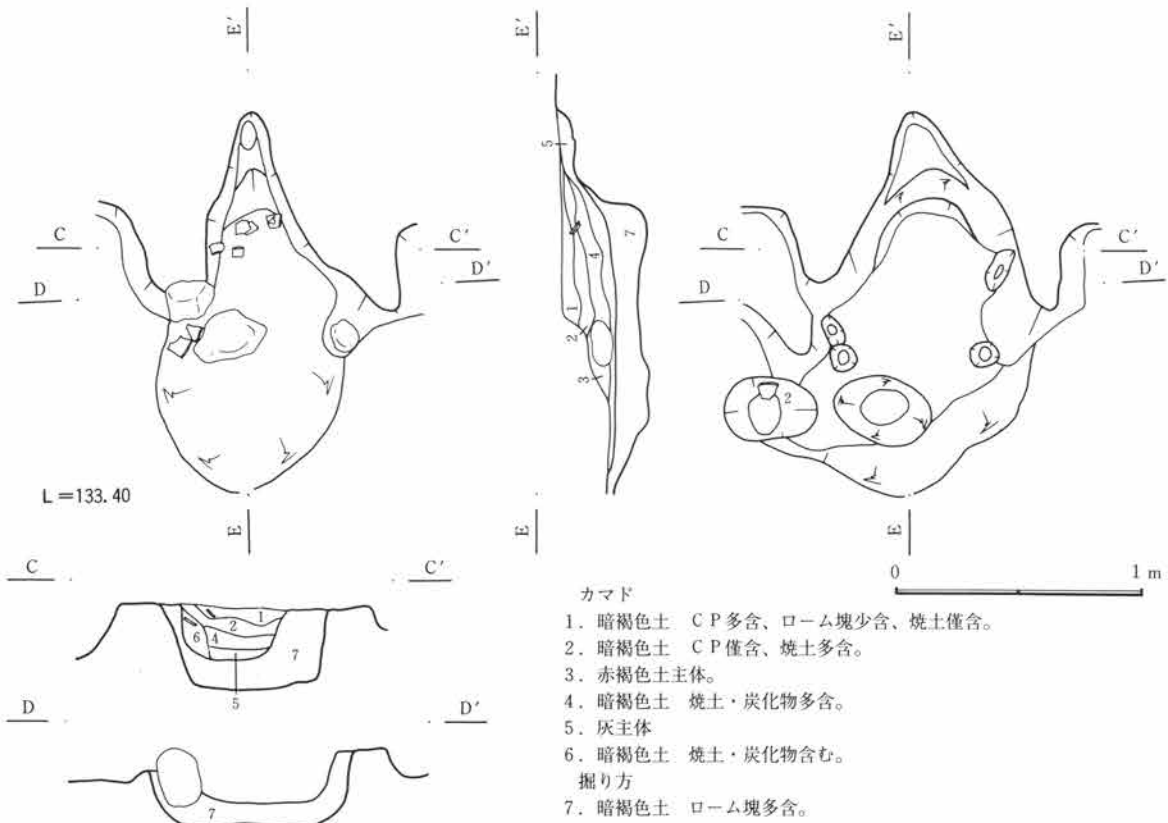 E′
E′
E′
5
C
C′
C
C′
D
D′
D
D′
7
4
1
2
3
2
L=133.40
E
E
E
0
1 m
C
C′
1
2
6
4
7
5
D
D′
7
カマド
1. 暗褐色土 CP多含、ローム塊少含、焼土僅含。
2. 暗褐色土 CP僅含、焼土多含。
3. 赤褐色土主体。
4. 暗褐色土 焼土・炭化物多含。
5. 灰主体
6. 暗褐色土 焼土・炭化物含む。
掘り方
7. 暗褐色土 ローム塊多含。